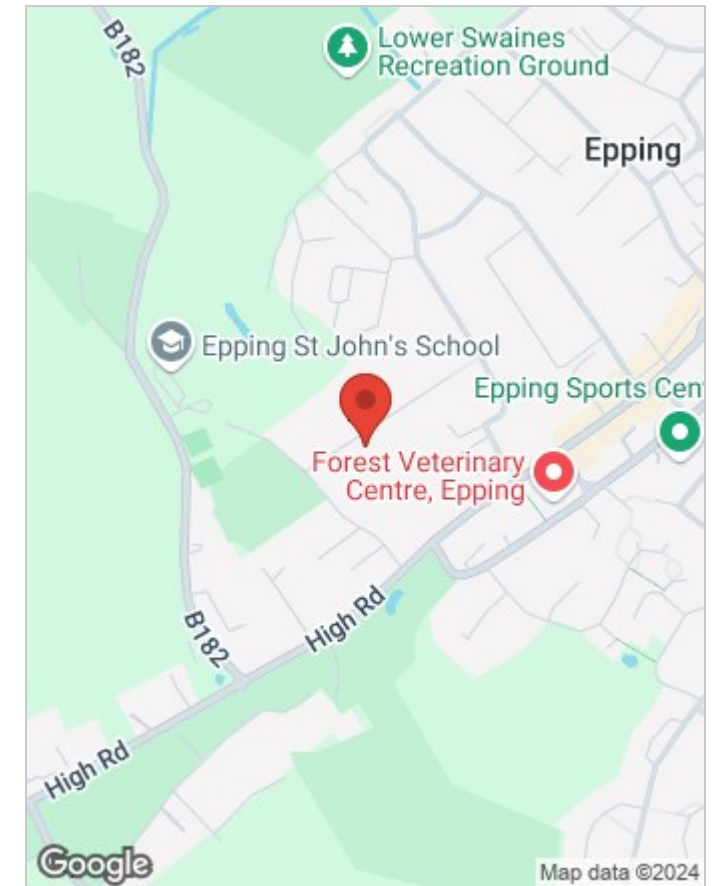 B182
Lower Swaines
Recreation Ground
Epping
Epping St John's School
Epping Sports Cen
Forest Veterinary
Centre, Epping
High Rd
B182
High Rd
Google
Map data ©2024